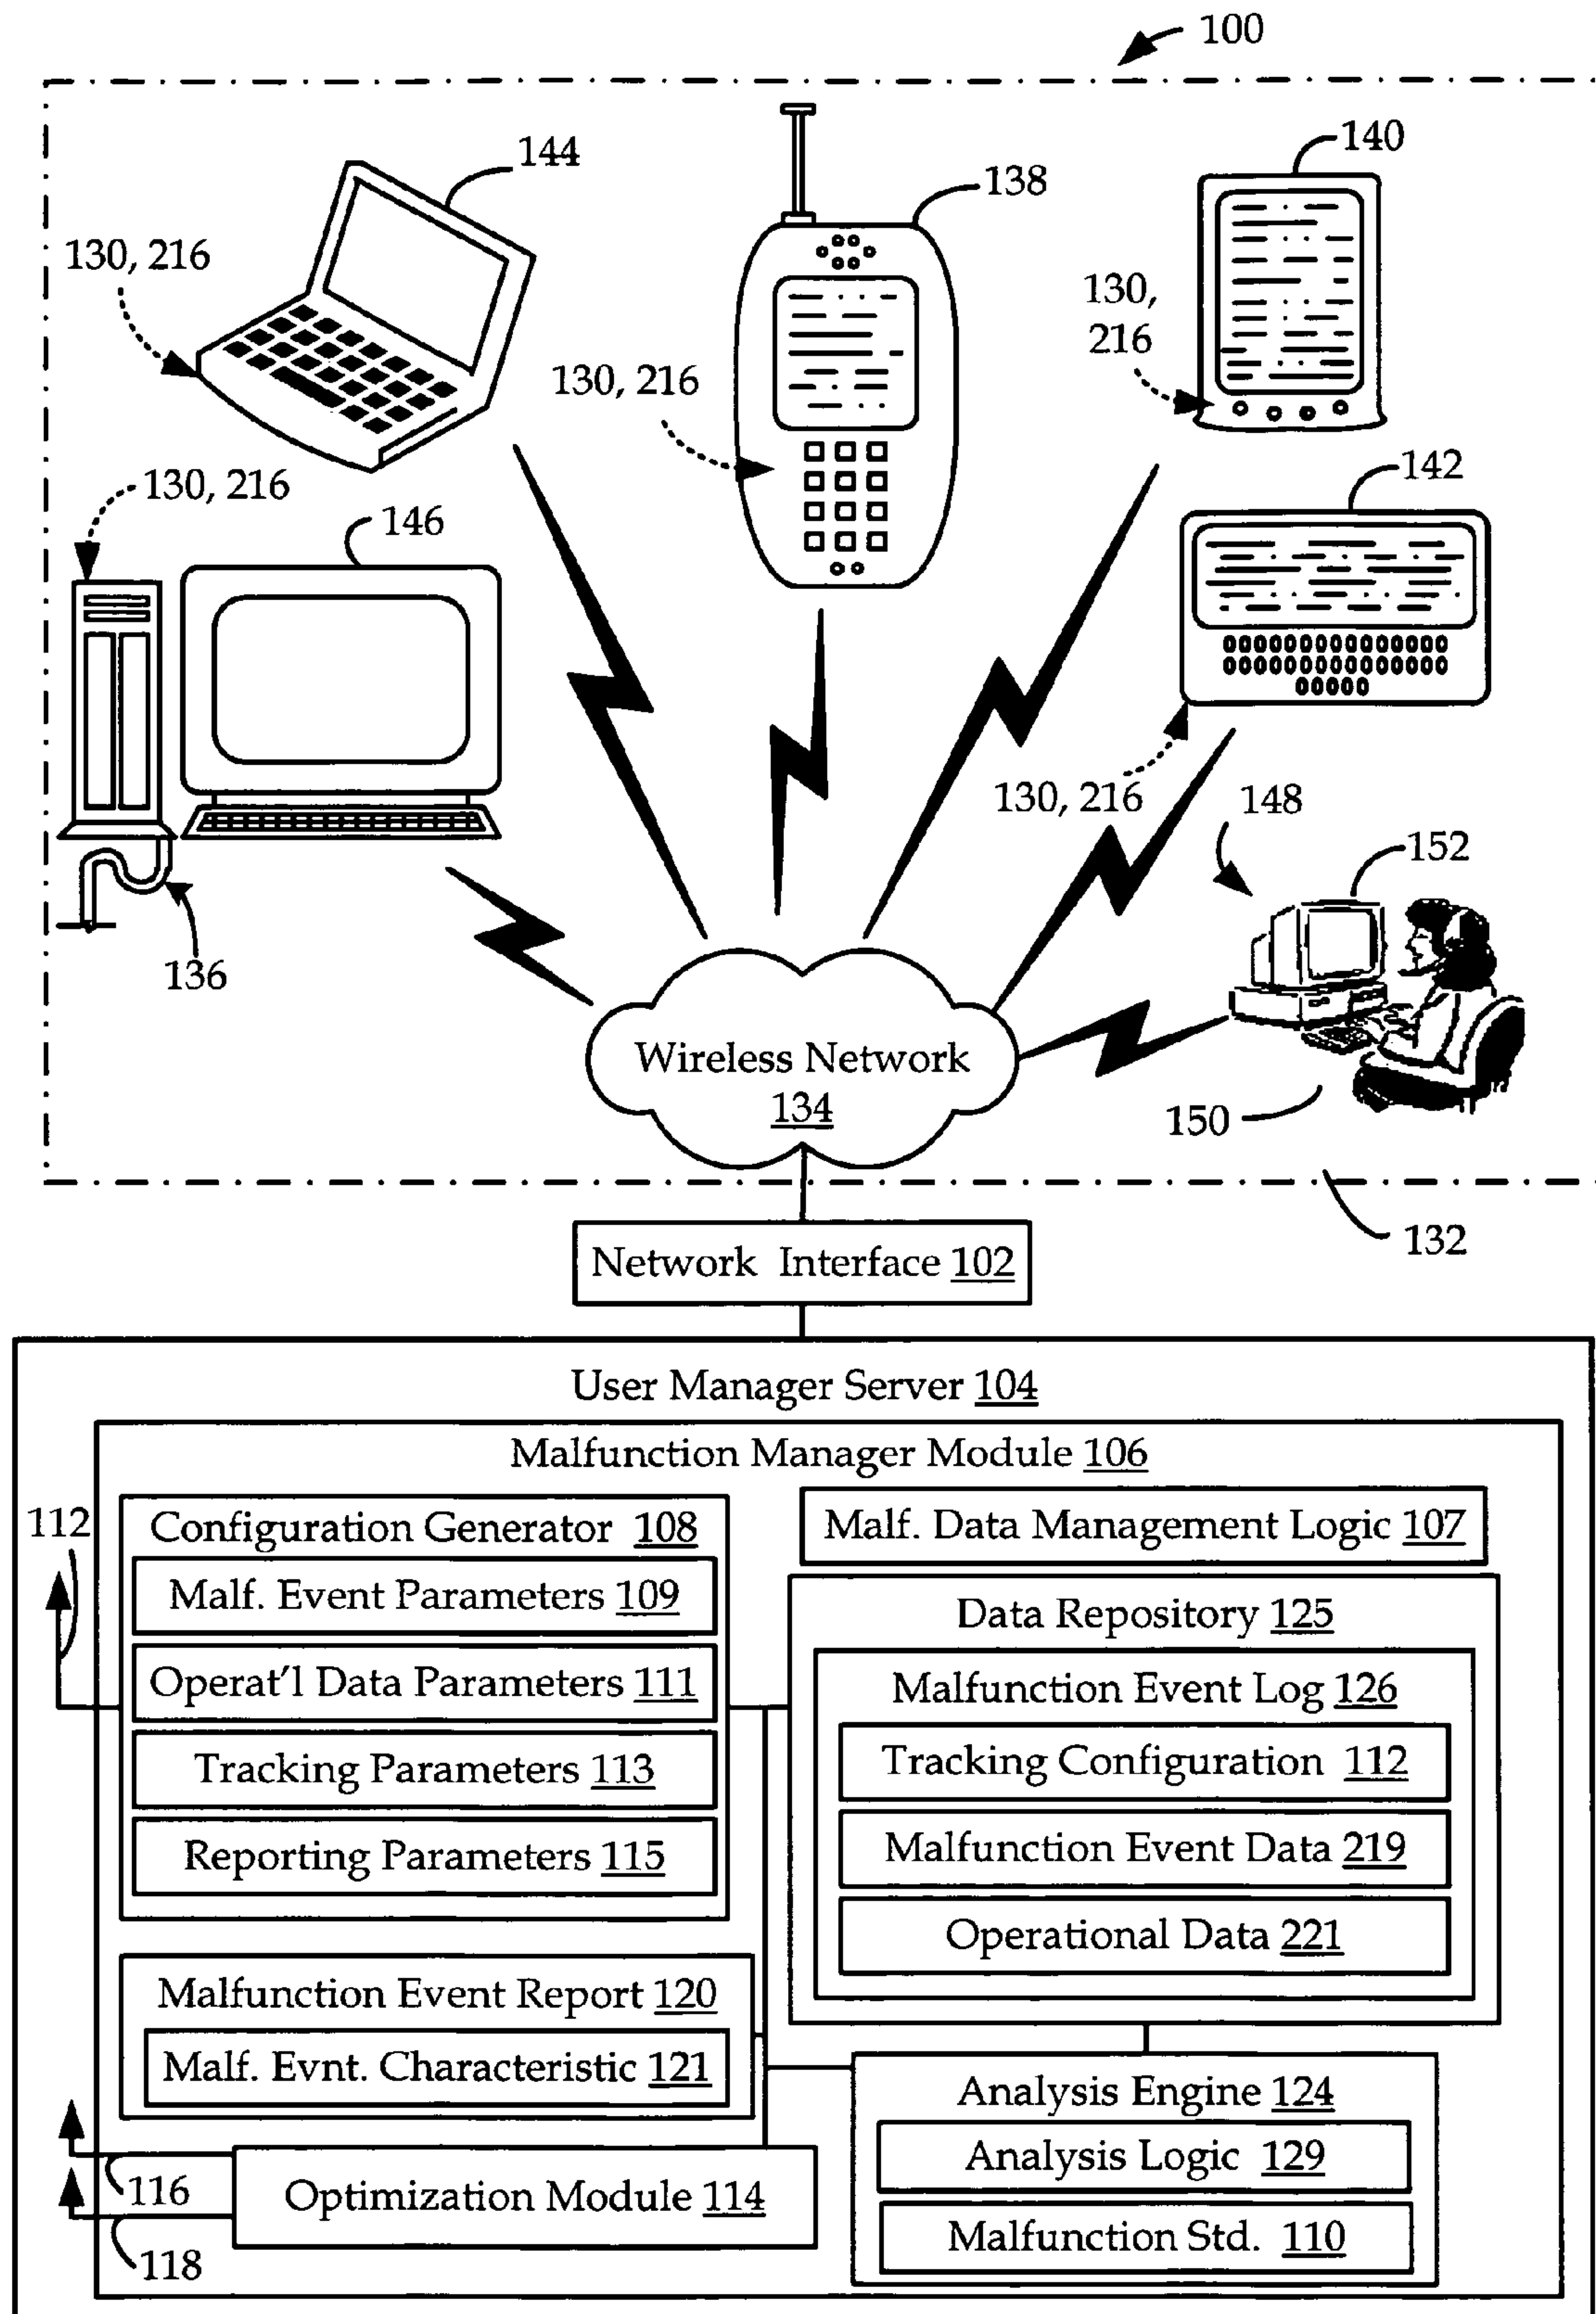 100
144
138
140
130, 216
130,
216
130, 216
142
130, 216
146
130, 216
148
152
136
Wireless Network
134
150
132
Network Interface 102
User Manager Server 104
Malfunction Manager Module 106
112
Configuration Generator 108
Malf. Event Parameters 109
Operat'l Data Parameters 111
Tracking Parameters 113
Reporting Parameters 115
Malf. Data Management Logic 107
Data Repository 125
Malfunction Event Log 126
Tracking Configuration 112
Malfunction Event Data 219
Operational Data 221
Malfunction Event Report 120
Malf. Evnt. Characteristic 121
Analysis Engine 124
Analysis Logic 129
Malfunction Std. 110
116
Optimization Module 114
118